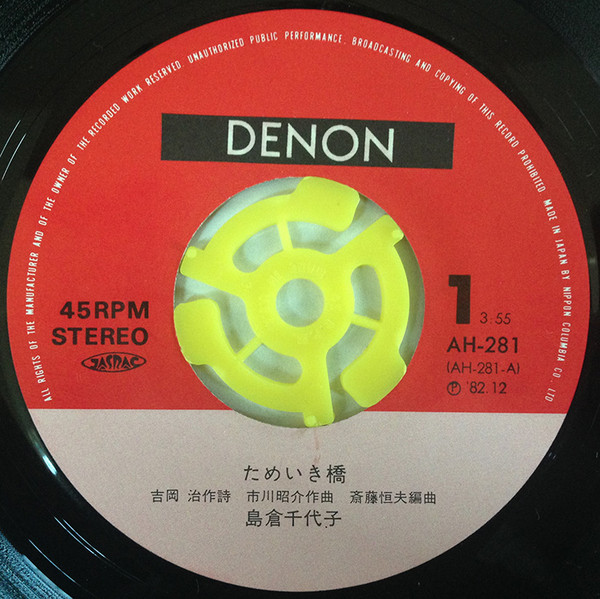 ALL RIGHTS OF THE MANUFACTURER AND OF THE OWNER OF THE RECORDED WORK RESERVED. UNAUTHORIZED PUBLIC PERFORMANCE. BROADCASTING AND COPYING OF THIS RECORD PROHIBITED. MADE IN JAPAN BY NIPPON COLUMBIA CO. LTD
DENON
45RPM
STEREO
JASRAC
1 3:55
AH-281
(AH-281-A)
Ⓟ '82.12
ためいき橋
吉岡 治作詩 市川昭介作曲 斎藤恒夫編曲
島倉千代子